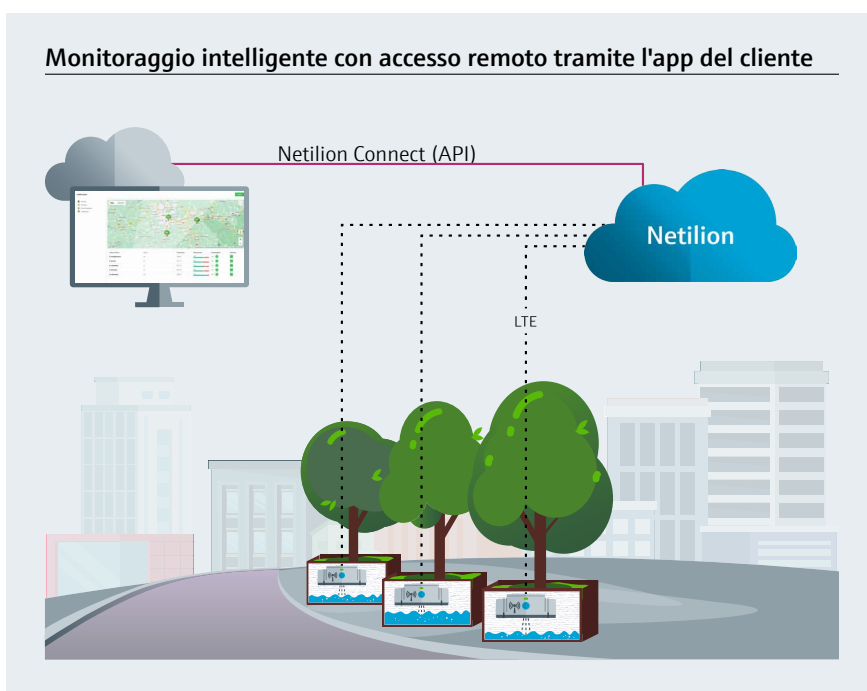 Monitoraggio intelligente con accesso remoto tramite l'app del cliente
Netilion Connect (API)
Netilion
LTE